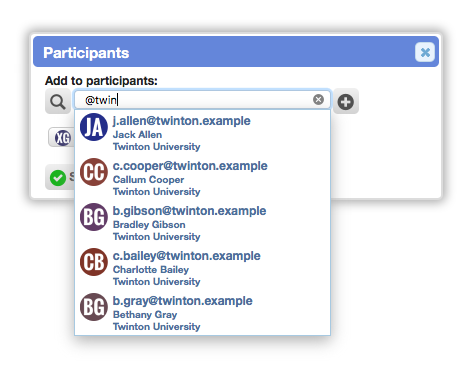 Participants
Add to participants:
@twin
XG
JA
j.allen@twinton.example
Jack Allen
Twinton University
CC
c.cooper@twinton.example
Callum Cooper
Twinton University
BG
b.gibson@twinton.example
Bradley Gibson
Twinton University
CB
c.bailey@twinton.example
Charlotte Bailey
Twinton University
BG
b.gray@twinton.example
Bethany Gray
Twinton University